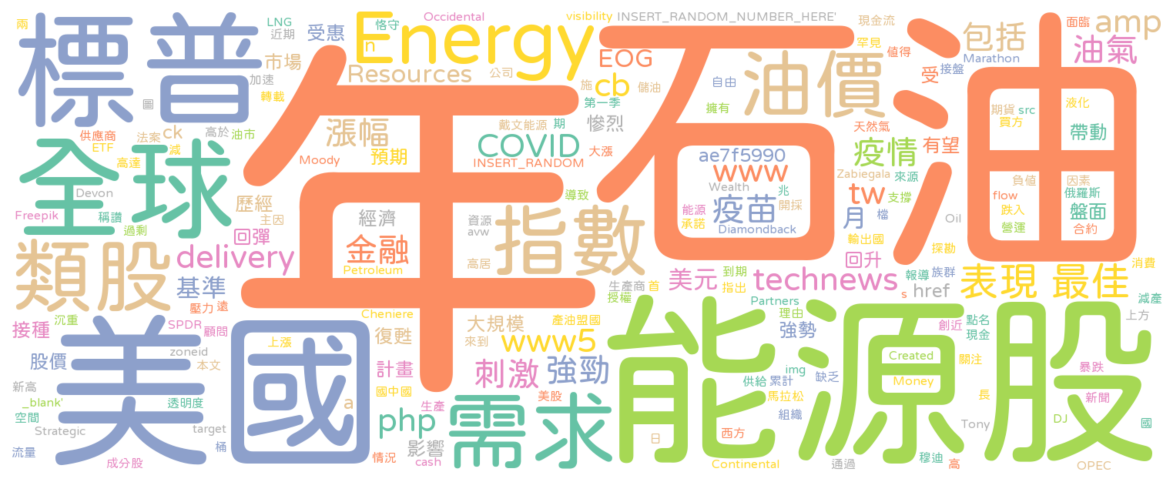 兩 LNG 受惠 恪守 Occidental visibility INSERT_RANDOM_NUMBER_HERE' 現金流 面臨 amp
標普 近期 n Energy EOG 罕見 包括 油氣
市場 Resources 公司 施 cb 儲油 油價 值得 受 接盤 Marathon
加速 轉載 圖 自由 期貨 src 液化
供應商 法案 ck 高於 油市 漲幅 戴文能源 期 第一季 慘烈 擁有 天然氣 買方 帶動
ETF 高達 減 Moody 預期 COVID 大漲 ae7f5990 疫情 有望
全球 INSERT_RANDOM www 來源 因素
Devon 歷經 導致 Wealth 兆 Zabiegala 負值 俄羅斯
Freepik 稱讚 過剩 主因 經濟 資源 指數 能源 疫苗 開採 tw 支撐 flow 盤面
年 石油
回彈 金融 avw 承諾 Diamondback 月 檔 Oil 跌入 合約
類股 delivery Petroleum 高居 輸出國 探勘 營運
基準 美元 到期 回升 報導 族群
壓力 遠 生產商 首 指出 technews s href 表現 最佳 消費
接種 沉重 SPDR 顧問 Cheniere 大規模 產油盟國 授權 Partners 創近 點名 減產
股價 zoneid 上漲 復甦 來到 www5 理由 強勢 現金 上方
美國 能源股
新高 本文 計畫 刺激 強勁 供給 img 累計 缺乏 Created 關注 暴跌
_blank' 透明度 國中國 a 美股 馬拉松 Money 長 新聞
空間 target php 生產 需求 組織 Tony DJ 國
Strategic 桶 影響 日 西方
流量 成分股 情況 cash Continental 通過 穆迪 高 OPEC